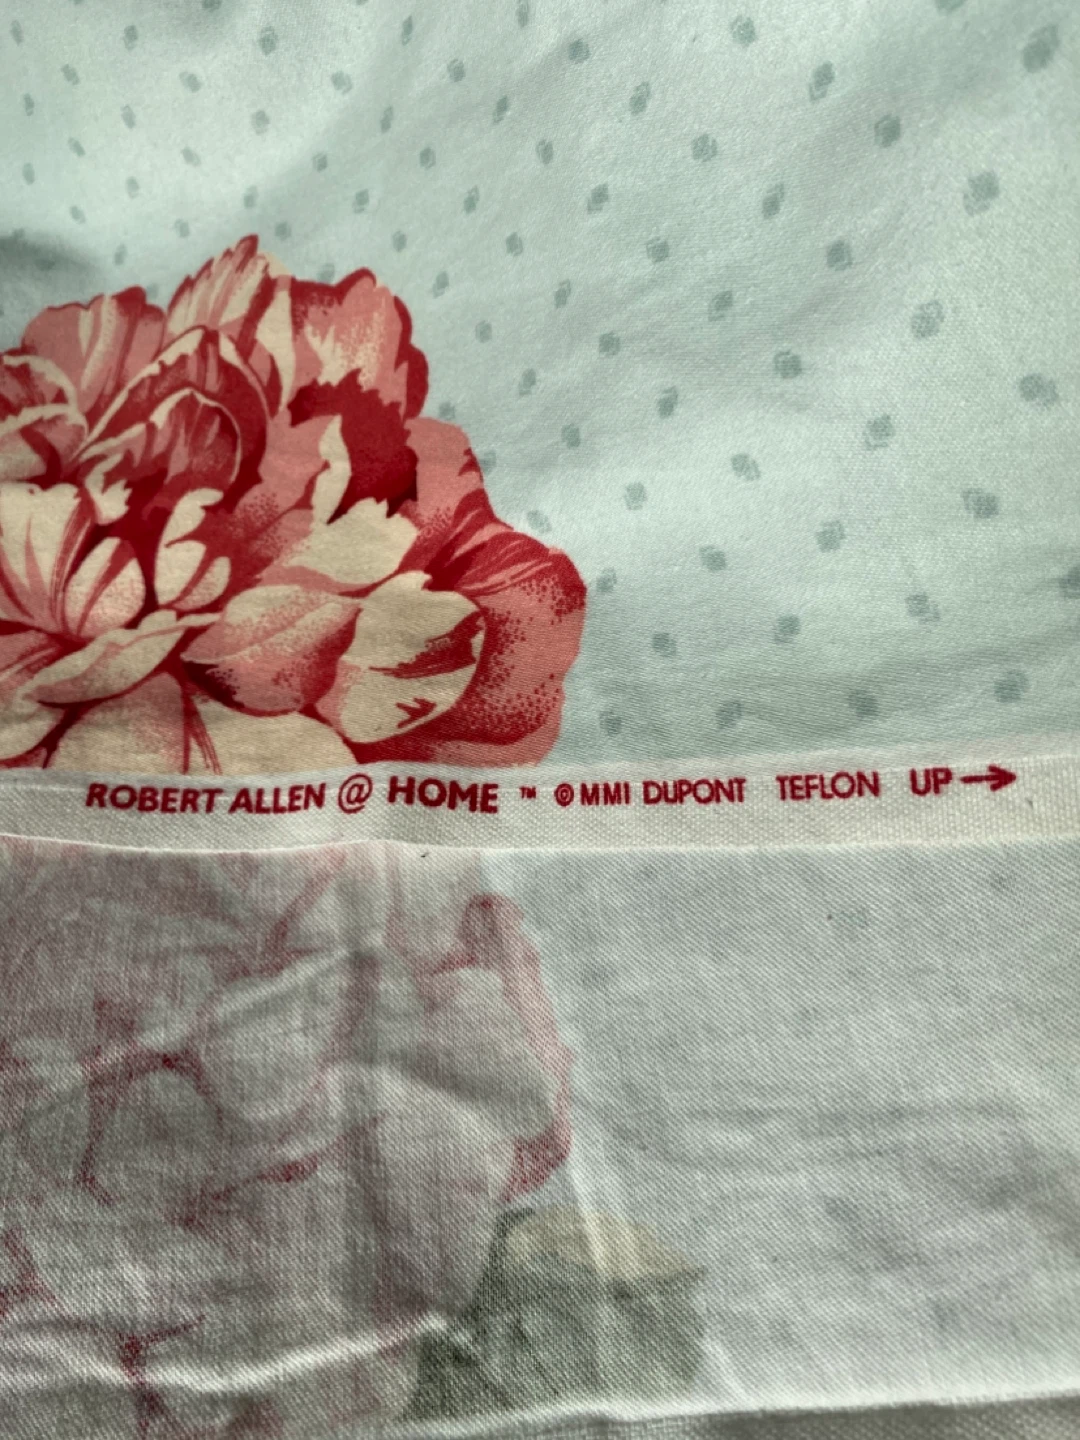 ROBERT ALLEN @ HOME ™ ©MMI DUPONT TEFLON UP→